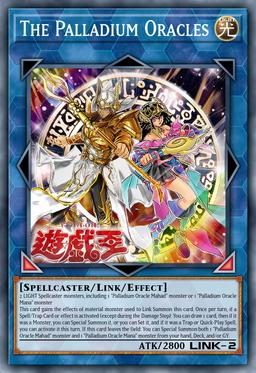 THE PALLADIUM ORACLES
LIGHT
光
遊戯王
[SPELLCASTER/LINK/EFFECT]
2 LIGHT Spellcaster monsters, including 1 "Palladium Oracle Mahad" monster or 1 "Palladium Oracle
Mana" monster
This card gains the effects of material monster used to Link Summon this card. Once per turn, if a
Spell/Trap Card or effect is activated (except during the Damage Step): You can draw 1 card, then if it
was a Monster, you can Special Summon it, or you can Set it, and if it was a Trap or Quick-Play Spell,
you can activate it this turn. If this card leaves the field: You can Special Summon both 1 "Palladium
Oracle Mahad" and 1 "Palladium Oracle Mana" monster from your hand, Deck, and/or GY.
ATK/2800 LINK-2